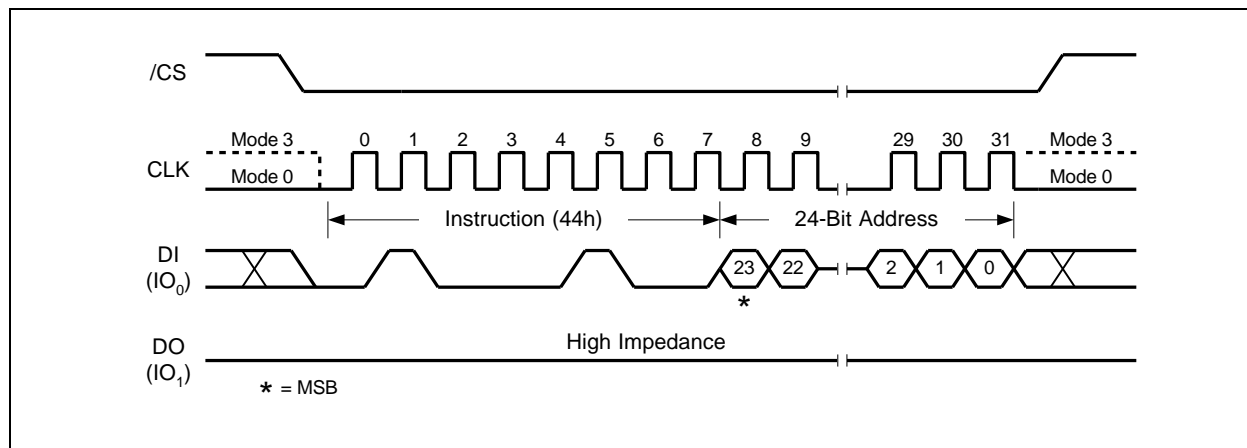 /CS
Mode 3
0 1 2 3 4 5 6 7 8 9 29 30 31
Mode 3
CLK
Mode 0
Mode 0
Instruction (44h)
24-Bit Address
DI
(IO0)
23 22 2 1 0
*
DO
(IO1)
High Impedance
* = MSB